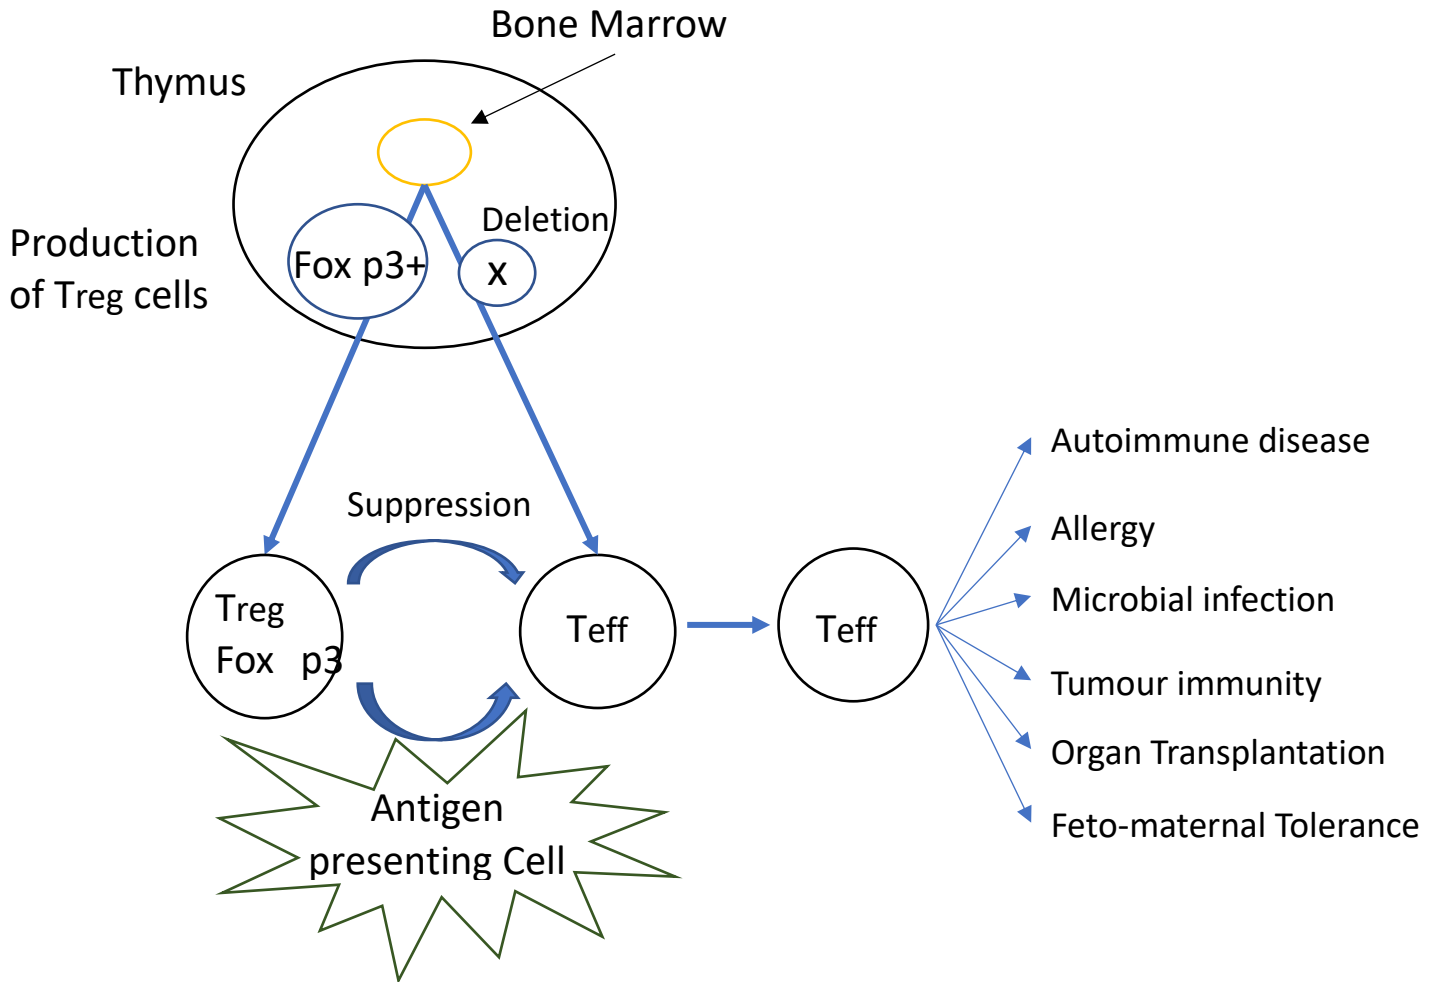 Bone Marrow
Thymus
Deletion
Production
of Treg cells
Fox p3+
x
Suppression
Treg
Fox p3
Teff
Teff
Autoimmune disease
Allergy
Microbial infection
Tumour immunity
Organ Transplantation
Feto-maternal Tolerance
Antigen
presenting Cell